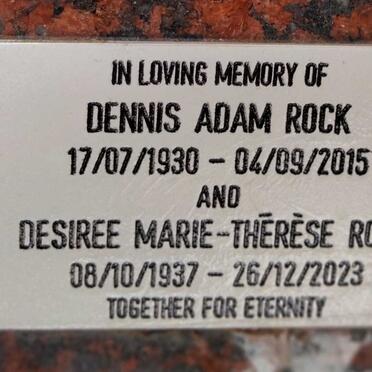 IN LOVING MEMORY OF
DENNIS ADAM ROCK
17/07/1930 – 04/09/2015
AND
DESIREE MARIE-THÉRÈSE
08/10/1937 – 26/12/2023
TOGETHER FOR ETERNITY